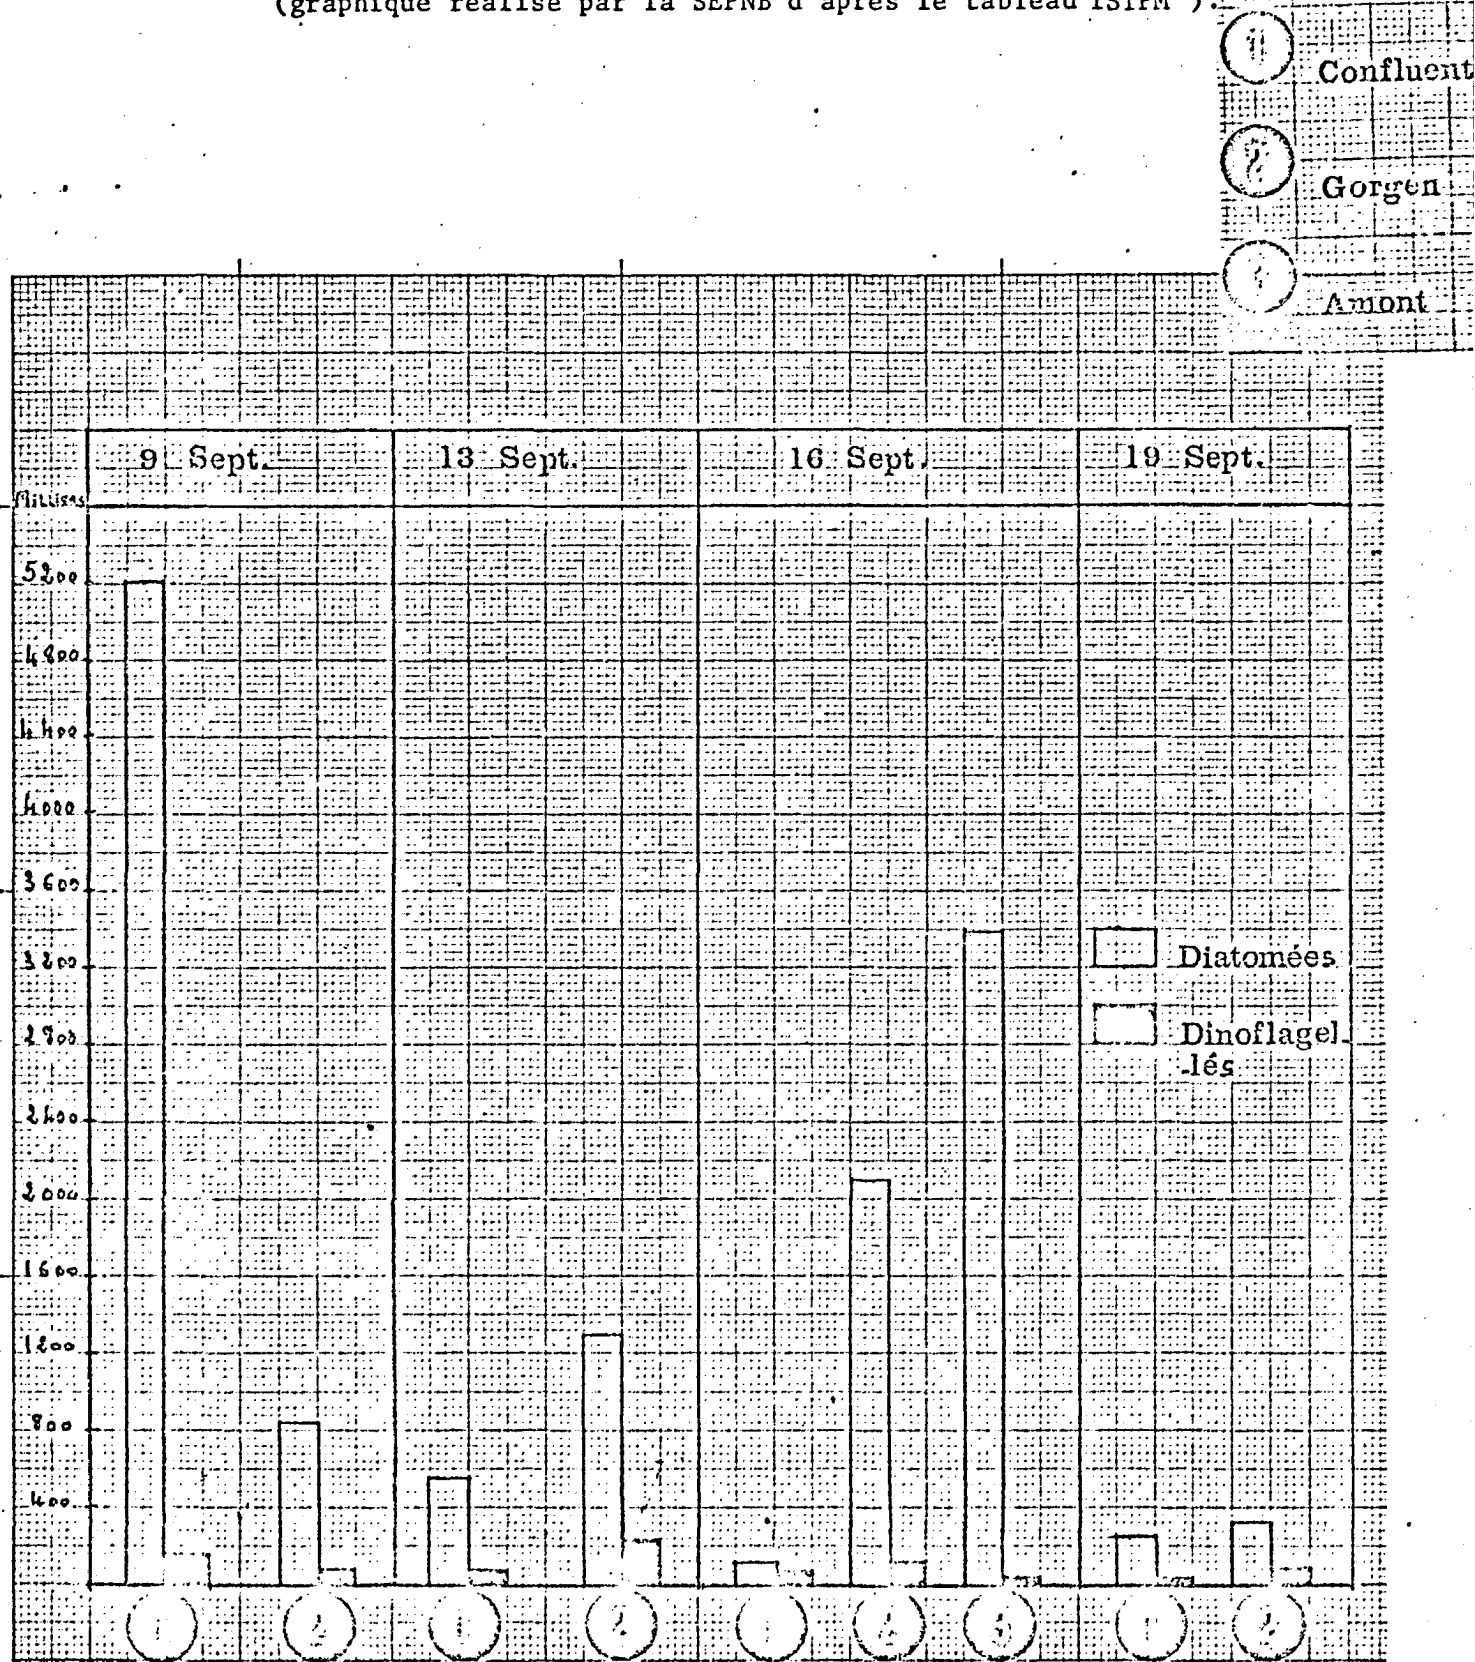 (graphique réalisé par la SEPNB d'après le tableau ISTPM ).
1
Confluent
2
Gorgen
Amont
9 Sept.
13 Sept.
16 Sept.
19 Sept.
Millions
5200
4800
4400
4000
3600
3200
2800
2400
2000
1600
1200
800
400
Diatomées
Dinoflagel-
-lés
1 2 1 2 1 2 3 1 2